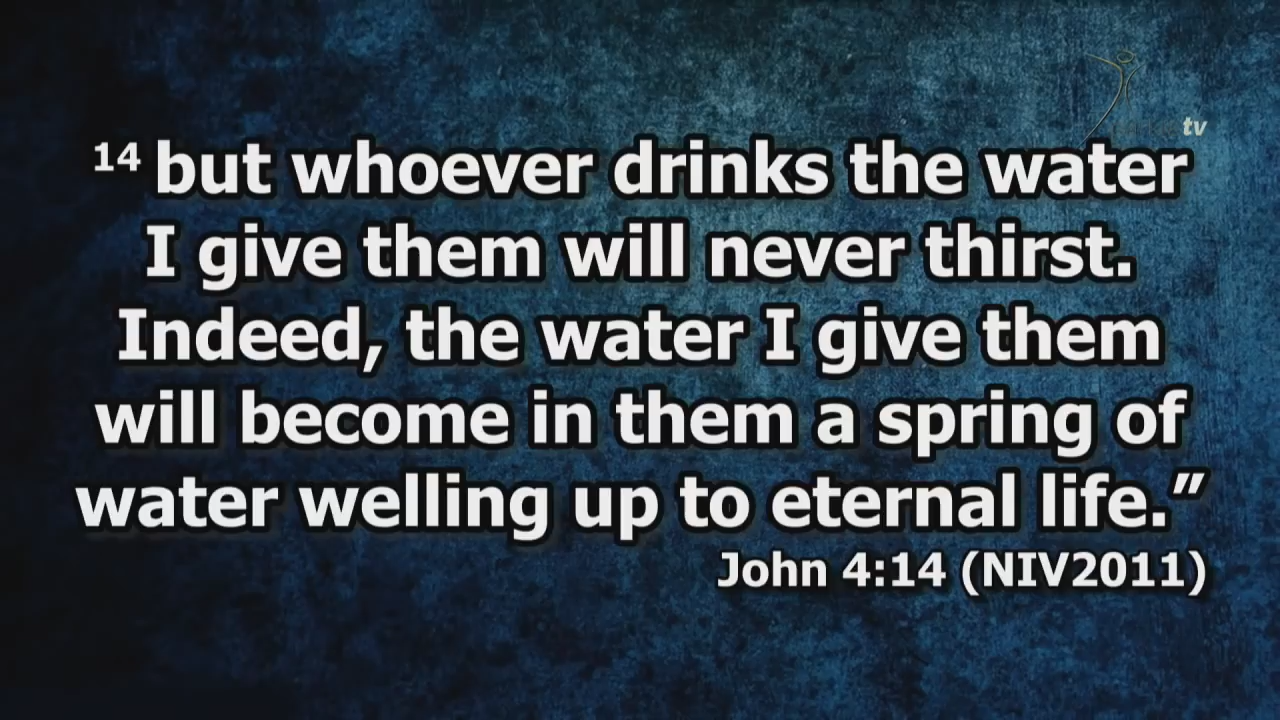 tv
14 but whoever drinks the water
I give them will never thirst.
Indeed, the water I give them
will become in them a spring of
water welling up to eternal life.”
John 4:14 (NIV2011)